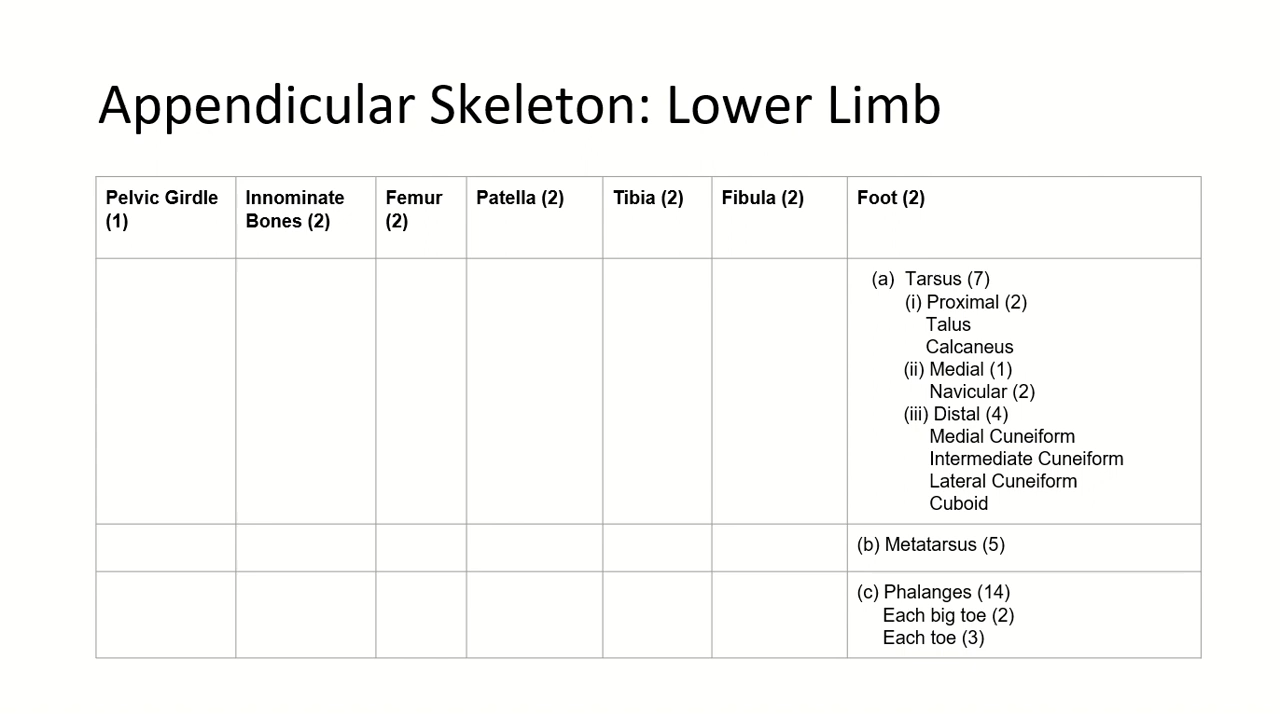 Appendicular Skeleton: Lower Limb
Pelvic Girdle
(1)
Innominate
Bones (2)
Femur
(2)
Patella (2)
Tibia (2)
Fibula (2)
Foot (2)
(a) Tarsus (7)
(i) Proximal (2)
Talus
Calcaneus
(ii) Medial (1)
Navicular (2)
(iii) Distal (4)
Medial Cuneiform
Intermediate Cuneiform
Lateral Cuneiform
Cuboid
(b) Metatarsus (5)
(c) Phalanges (14)
Each big toe (2)
Each toe (3)